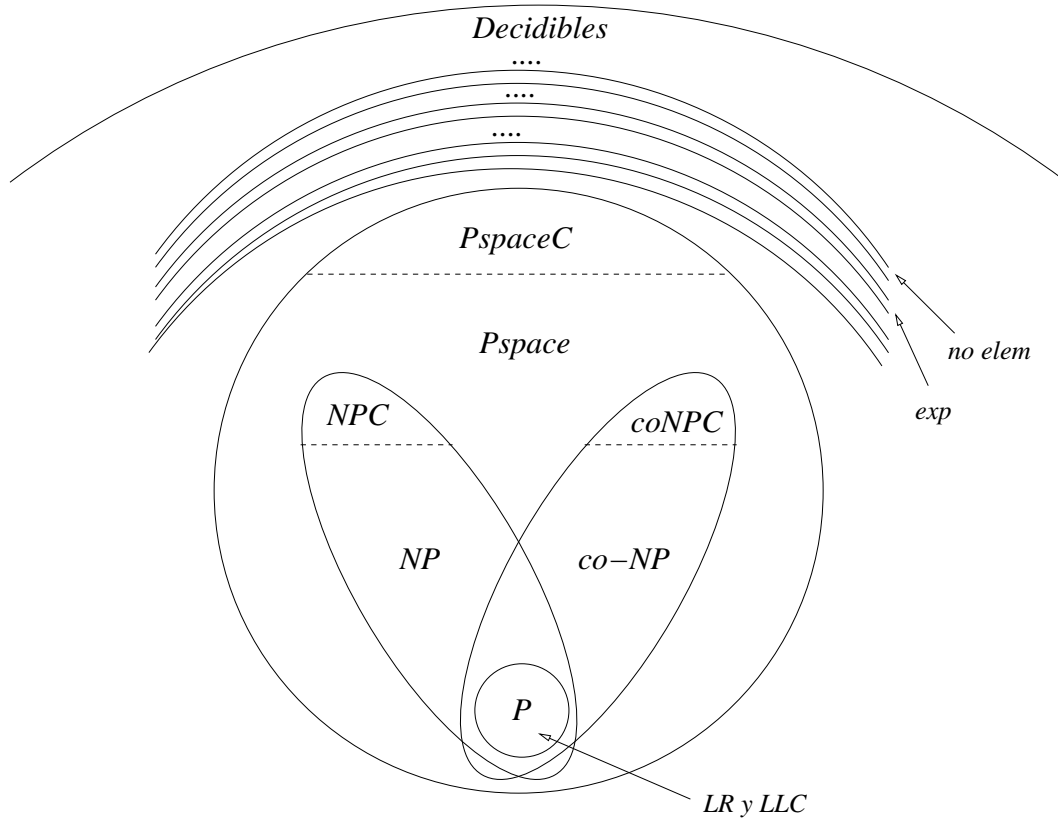 Decidibles
....
....
....
PspaceC
Pspace
no elem
exp
NPC
coNPC
NP
co-NP
P
LR y LLC